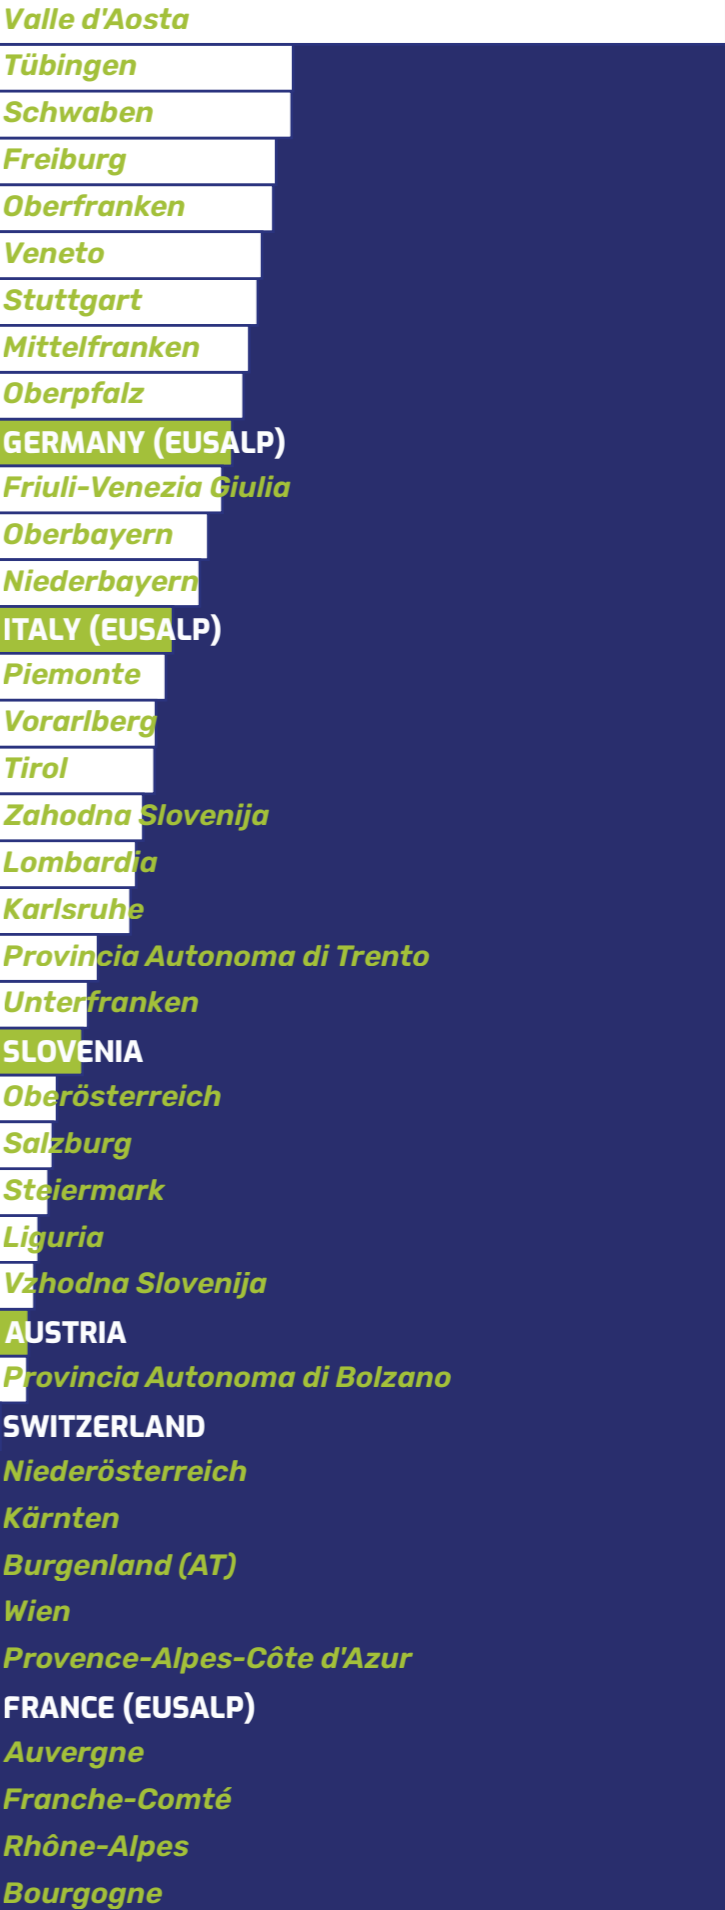 Valle d'Aosta
Tübingen
Schwaben
Freiburg
Oberfranken
Veneto
Stuttgart
Mittelfranken
Oberpfalz
GERMANY (EUSALP)
Friuli-Venezia Giulia
Oberbayern
Niederbayern
ITALY (EUSALP)
Piemonte
Vorarlberg
Tirol
Zahodna Slovenija
Lombardia
Karlsruhe
Provincia Autonoma di Trento
Unterfranken
SLOVENIA
Oberösterreich
Salzburg
Steiermark
Liguria
Vzhodna Slovenija
AUSTRIA
Provincia Autonoma di Bolzano
SWITZERLAND
Niederösterreich
Kärnten
Burgenland (AT)
Wien
Provence-Alpes-Côte d'Azur
FRANCE (EUSALP)
Auvergne
Franche-Comté
Rhône-Alpes
Bourgogne